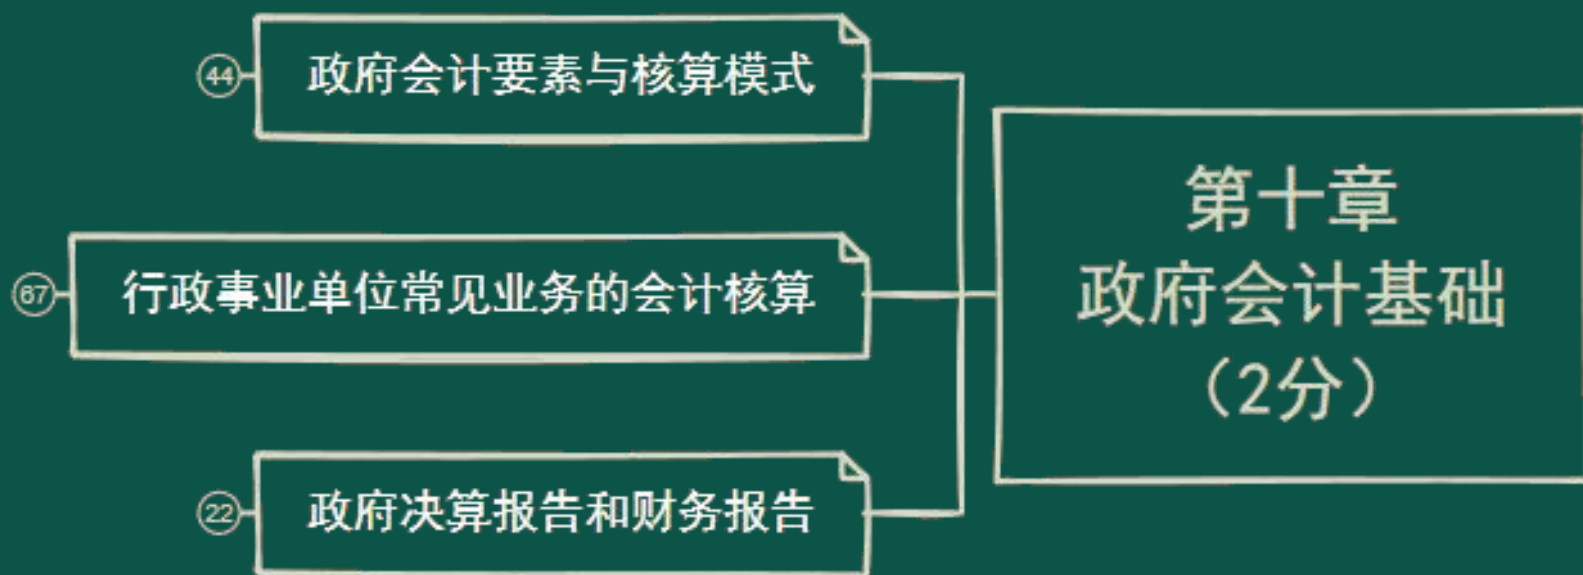 44
政府会计要素与核算模式
67
行政事业单位常见业务的会计核算
22
政府决算报告和财务报告
第十章
政府会计基础
（2分）